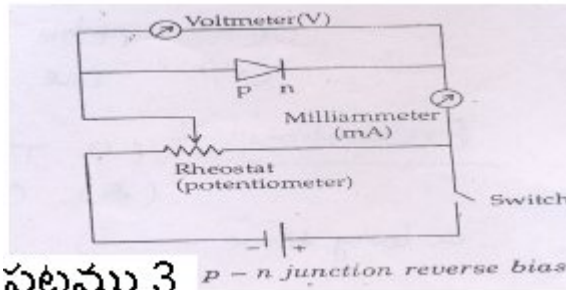 Voltmeter(V)
p n
Milliammeter
(mA)
Rheostat
(potentiometer)
Switch
- +
పటము 3 p - n junction reverse bias